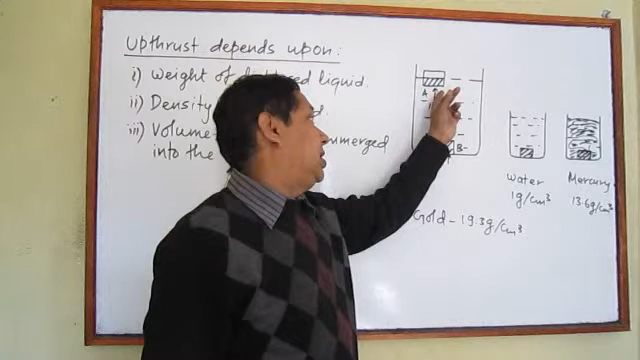 Upthrust depends upon:
i) Weight of liquid.
ii) Density
iii) Volume
into the
A
B
Water
1g/cm³
Mercury
13.6g/cm³
Gold - 19.3g/cm³